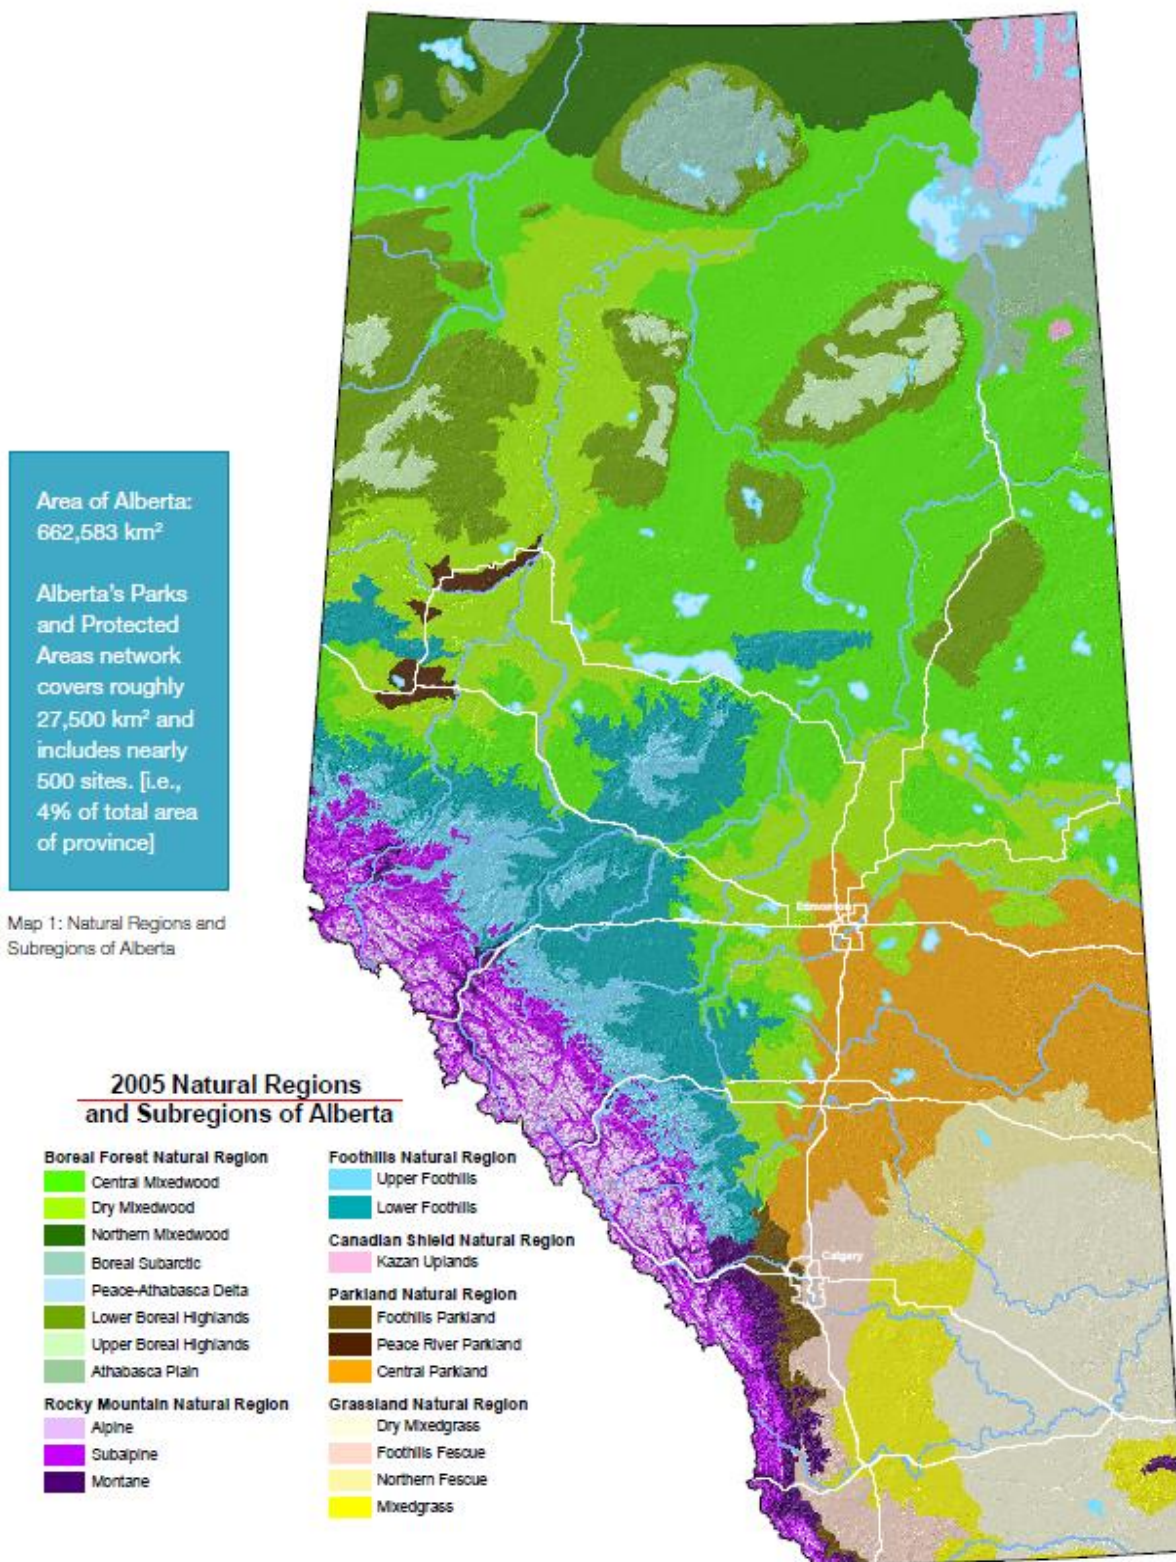 Area of Alberta:
662,583 km²
Alberta's Parks
and Protected
Areas network
covers roughly
27,500 km² and
includes nearly
500 sites. [i.e.,
4% of total area
of province]
Map 1: Natural Regions and
Subregions of Alberta
Edmonton
Calgary
2005 Natural Regions
and Subregions of Alberta
Boreal Forest Natural Region
Central Mixedwood
Dry Mixedwood
Northern Mixedwood
Boreal Subarctic
Peace-Athabasca Delta
Lower Boreal Highlands
Upper Boreal Highlands
Athabasca Plain
Rocky Mountain Natural Region
Alpine
Subalpine
Montane
Foothills Natural Region
Upper Foothills
Lower Foothills
Canadian Shield Natural Region
Kazan Uplands
Parkland Natural Region
Foothills Parkland
Peace River Parkland
Central Parkland
Grassland Natural Region
Dry Mixedgrass
Foothills Fescue
Northern Fescue
Mixedgrass